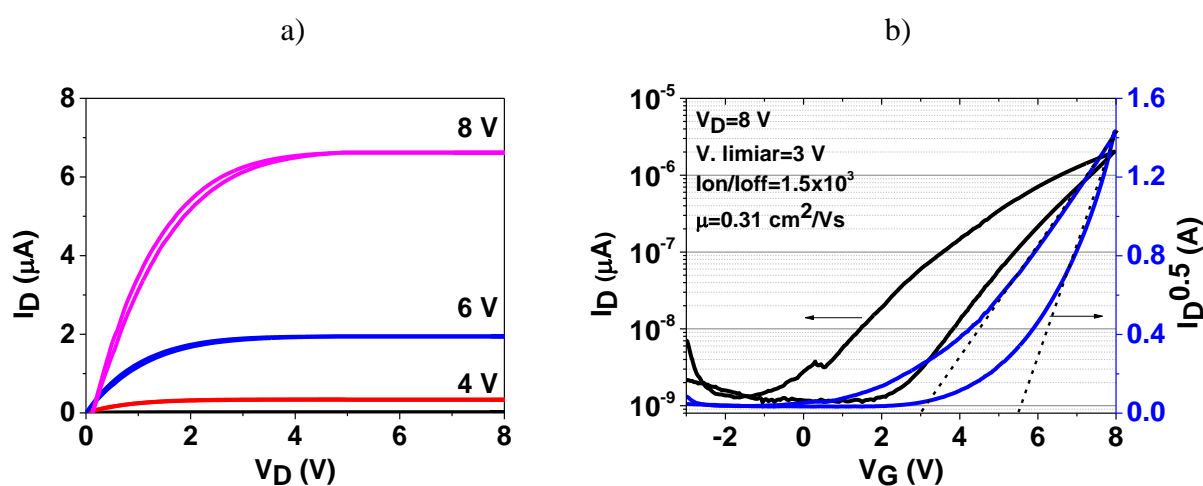 a)
b)
8
6
4
2
0
I_D (μA)
8 V
6 V
4 V
0 2 4 6 8
V_D (V)
10^-5
10^-6
10^-7
10^-8
10^-9
I_D (μA)
V_D=8 V
V. limiar=3 V
Ion/Ioff=1.5x10^3
μ=0.31 cm^2/Vs
-2 0 2 4 6 8
V_G (V)
1.6
1.2
0.8
0.4
0.0
I_D^0.5 (A)